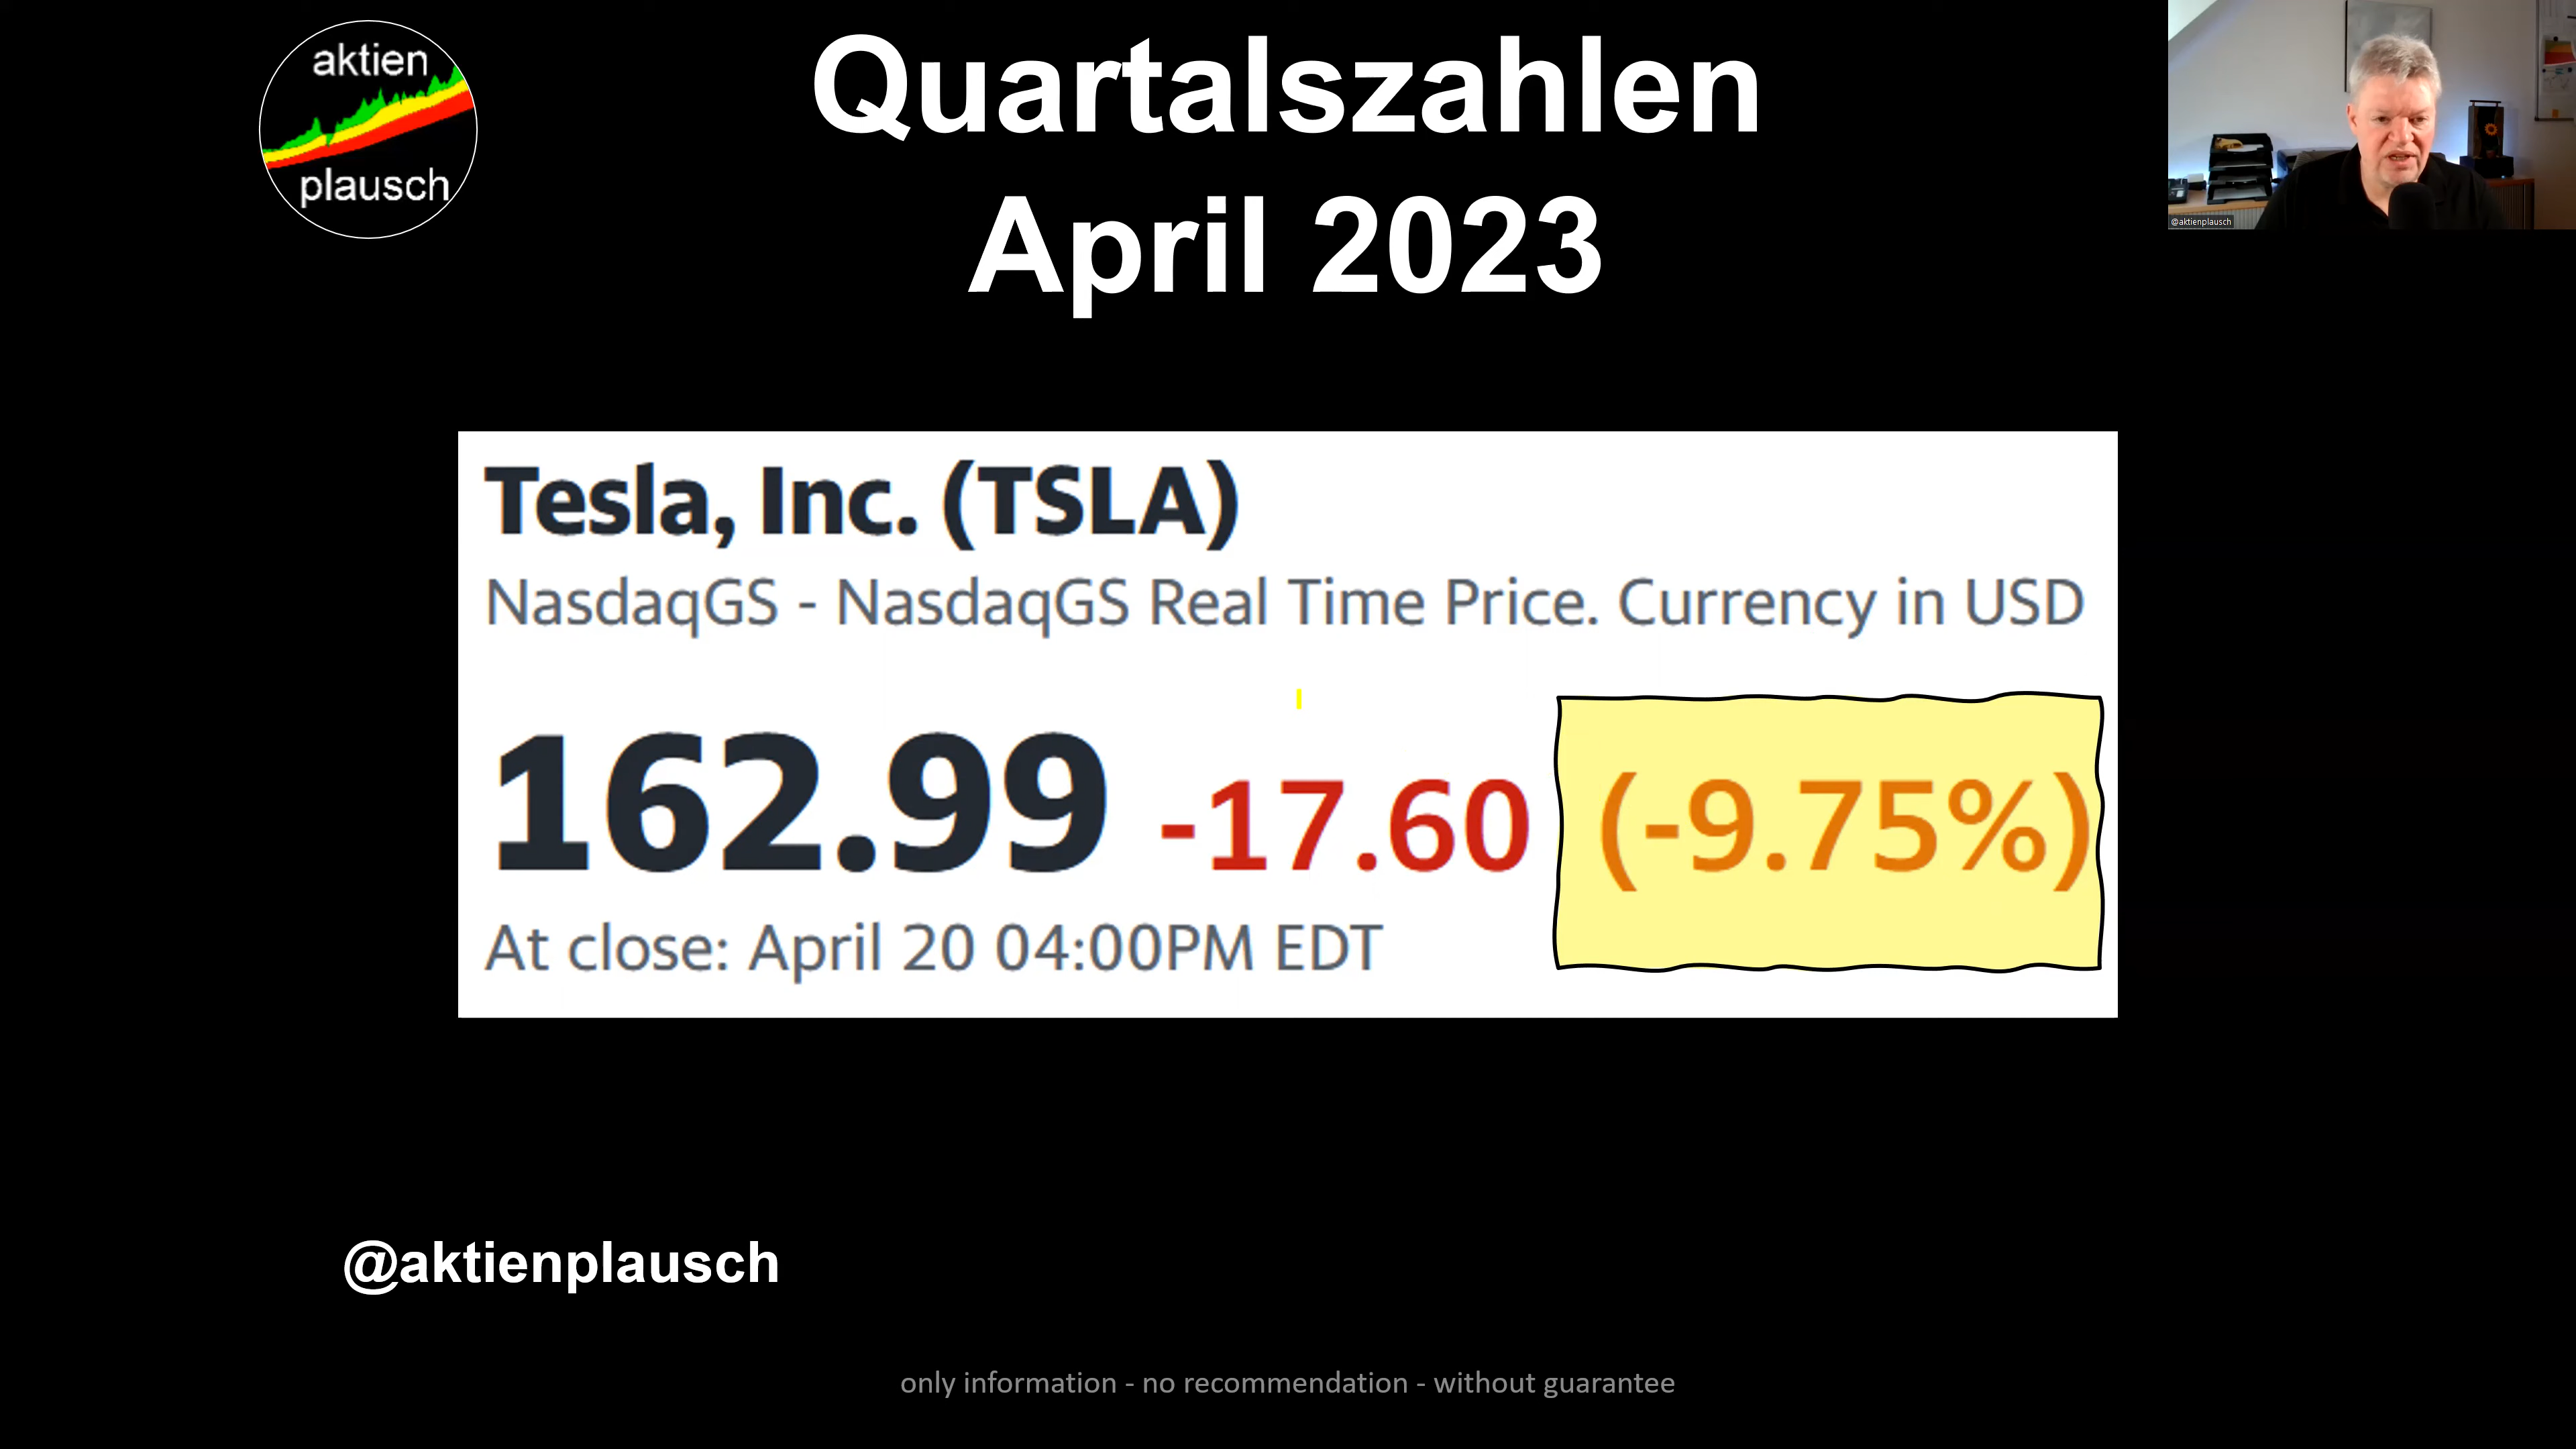 aktien
plausch
Quartalszahlen
April 2023
@aktienplausch
Tesla, Inc. (TSLA)
NasdaqGS - NasdaqGS Real Time Price. Currency in USD
162.99 -17.60 (-9.75%)
At close: April 20 04:00PM EDT
@aktienplausch
only information - no recommendation - without guarantee